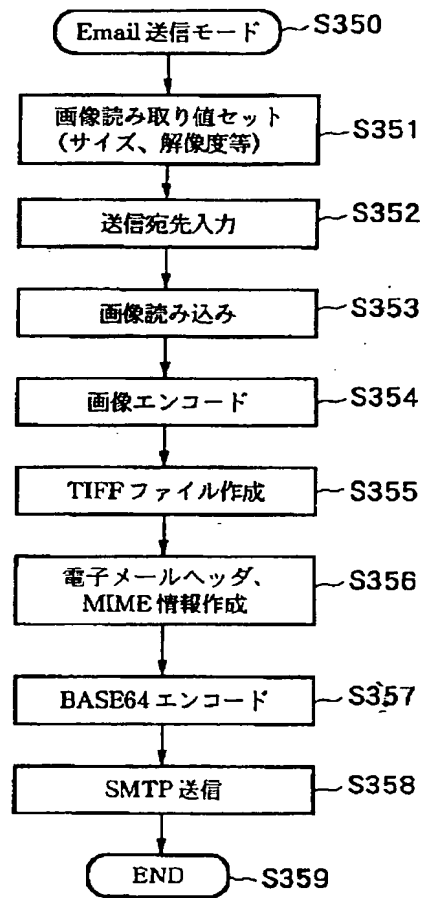 Email 送信モード S350
画像読み取り値セット
(サイズ、解像度等) S351
送信宛先入力 S352
画像読み込み S353
画像エンコード S354
TIFF ファイル作成 S355
電子メールヘッダ、
MIME 情報作成 S356
BASE64 エンコード S357
SMTP 送信 S358
END S359